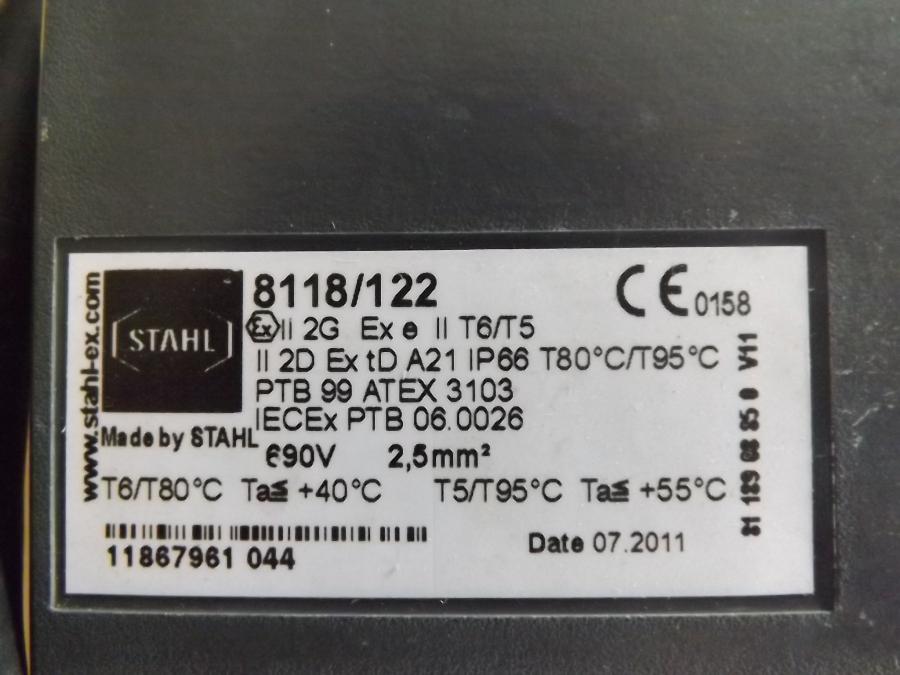 www.stahl-ex.com
STAHL
Made by STAHL
8118/122
CE 0158
Ex II 2G Ex e II T6/T5
II 2D Ex tD A21 IP66 T80°C/T95°C
PTB 99 ATEX 3103
IECEx PTB 06.0026
690V 2,5mm²
T6/T80°C Ta≤ +40°C T5/T95°C Ta≤ +55°C
11867961 044
Date 07.2011
V11